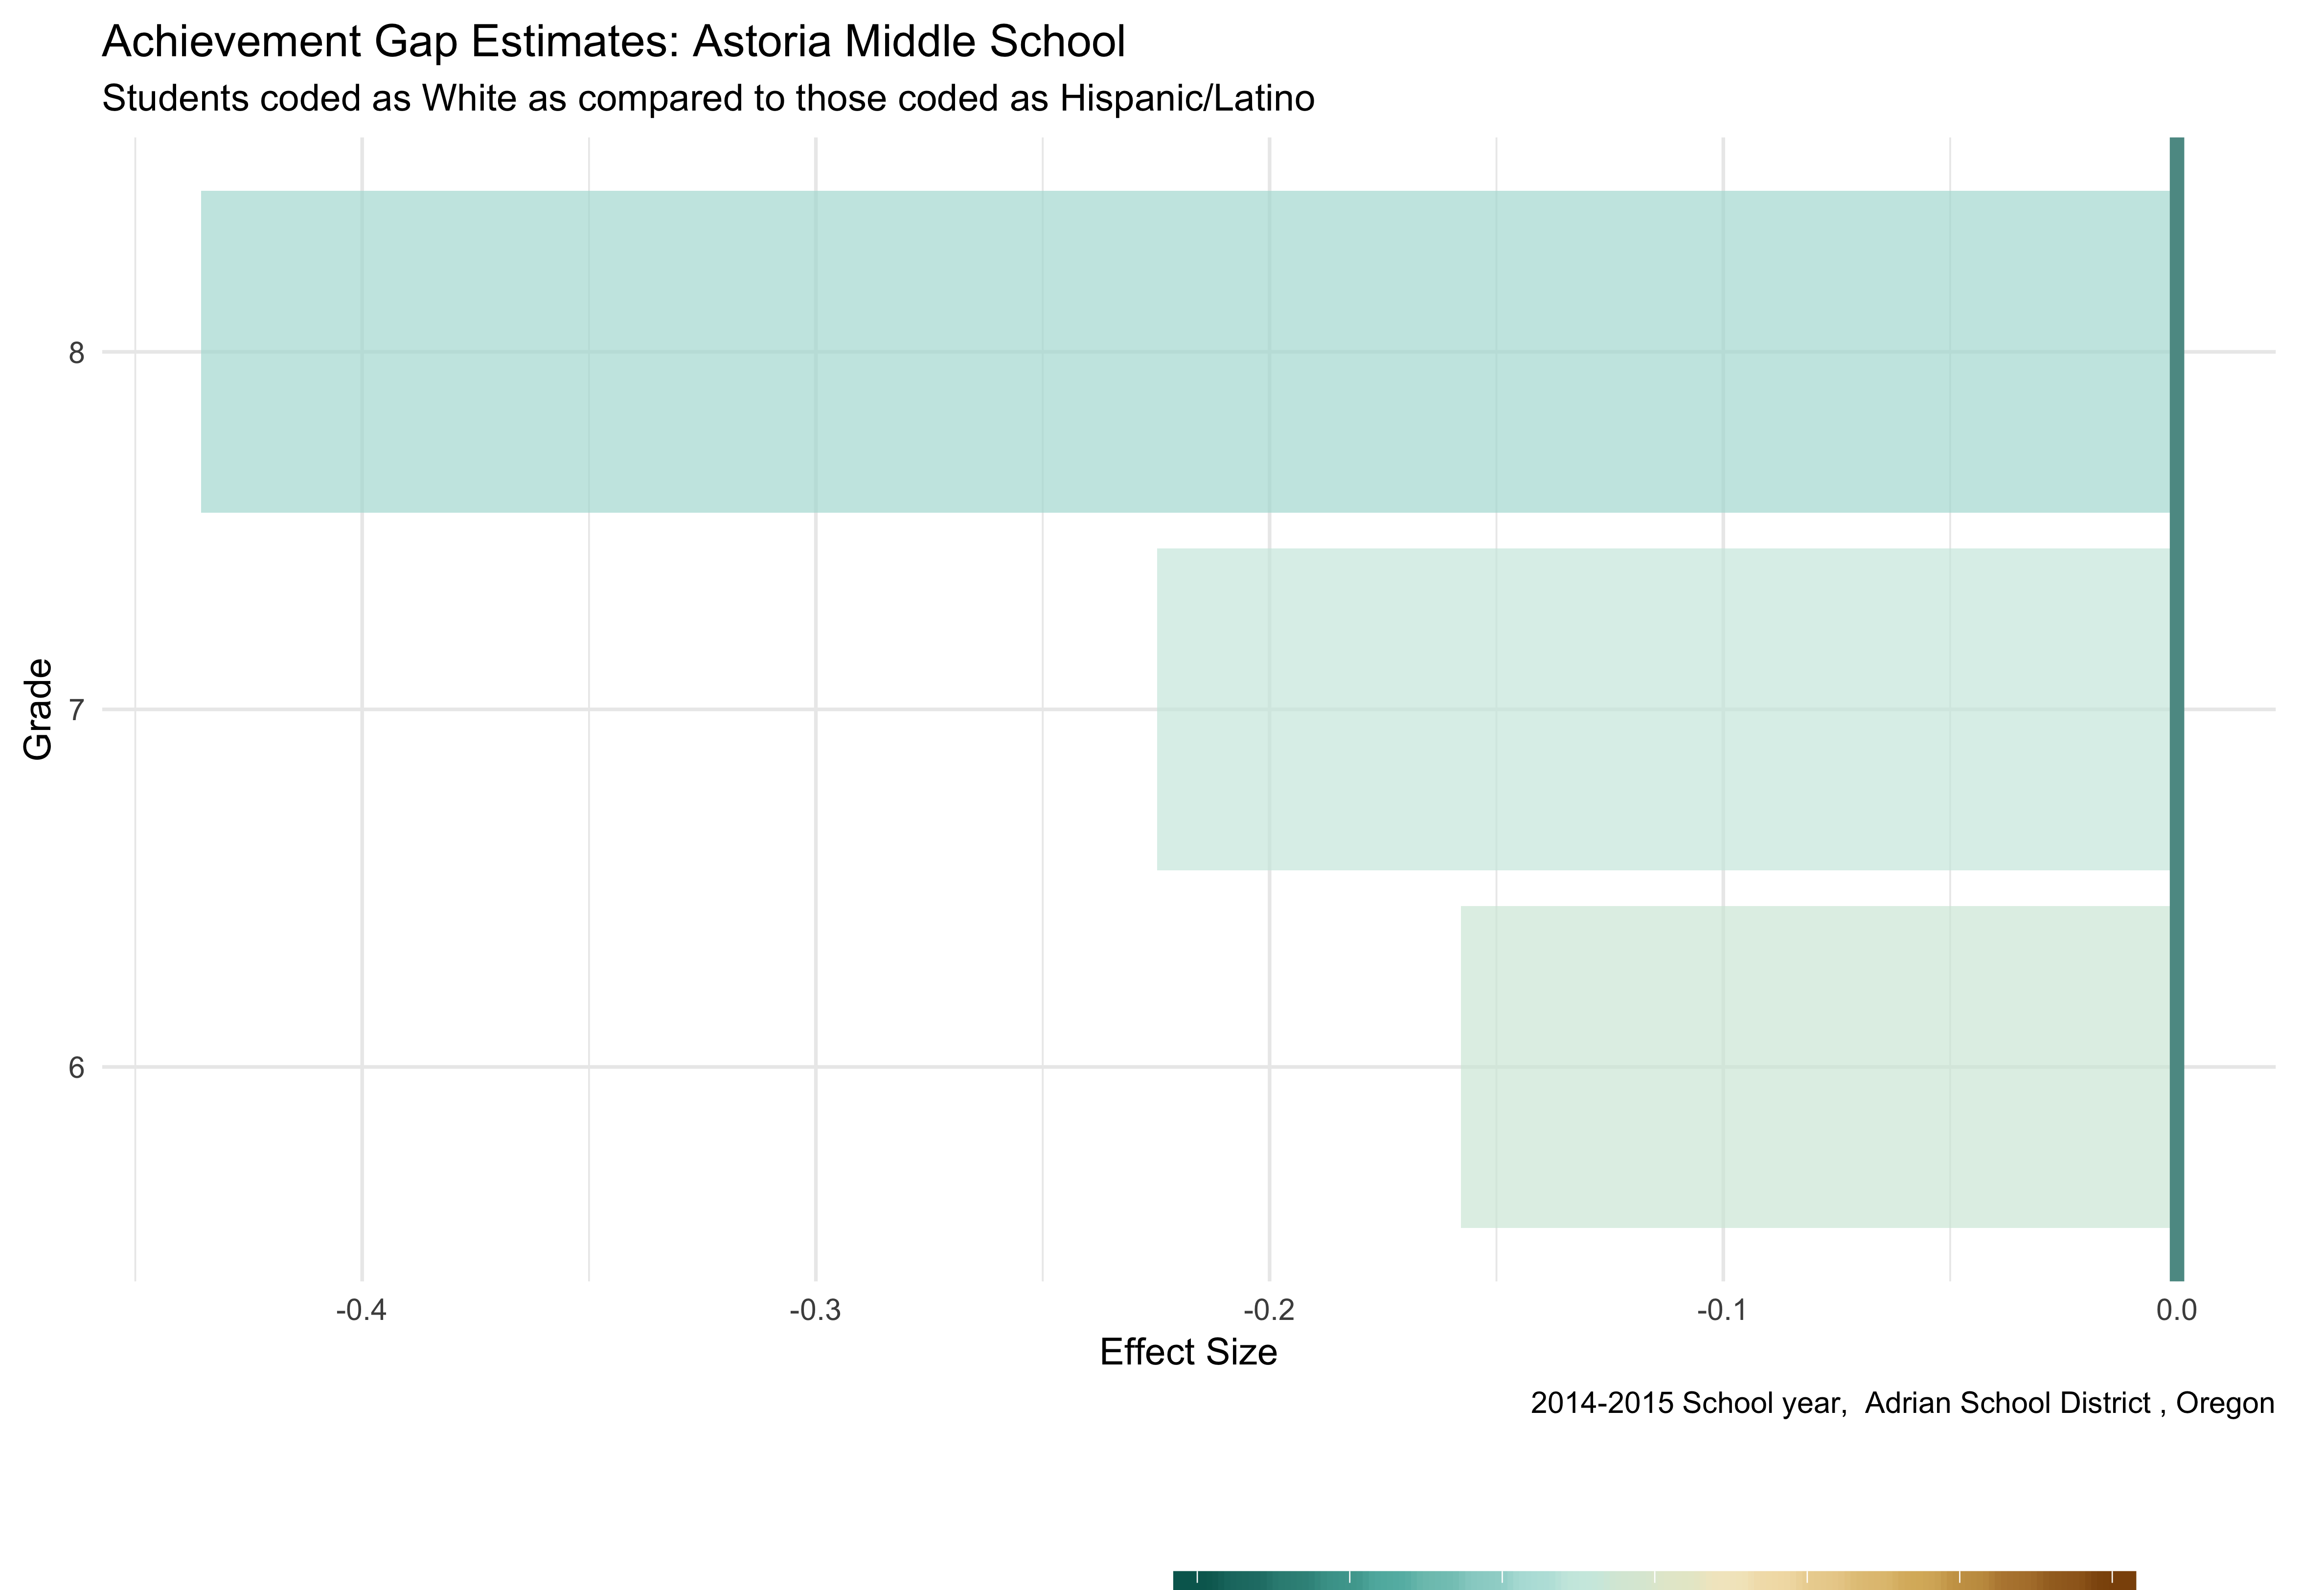 Achievement Gap Estimates: Astoria Middle School
Students coded as White as compared to those coded as Hispanic/Latino
8
7
6
Grade
-0.4 -0.3 -0.2 -0.1 0.0
Effect Size
2014-2015 School year,  Adrian School District , Oregon